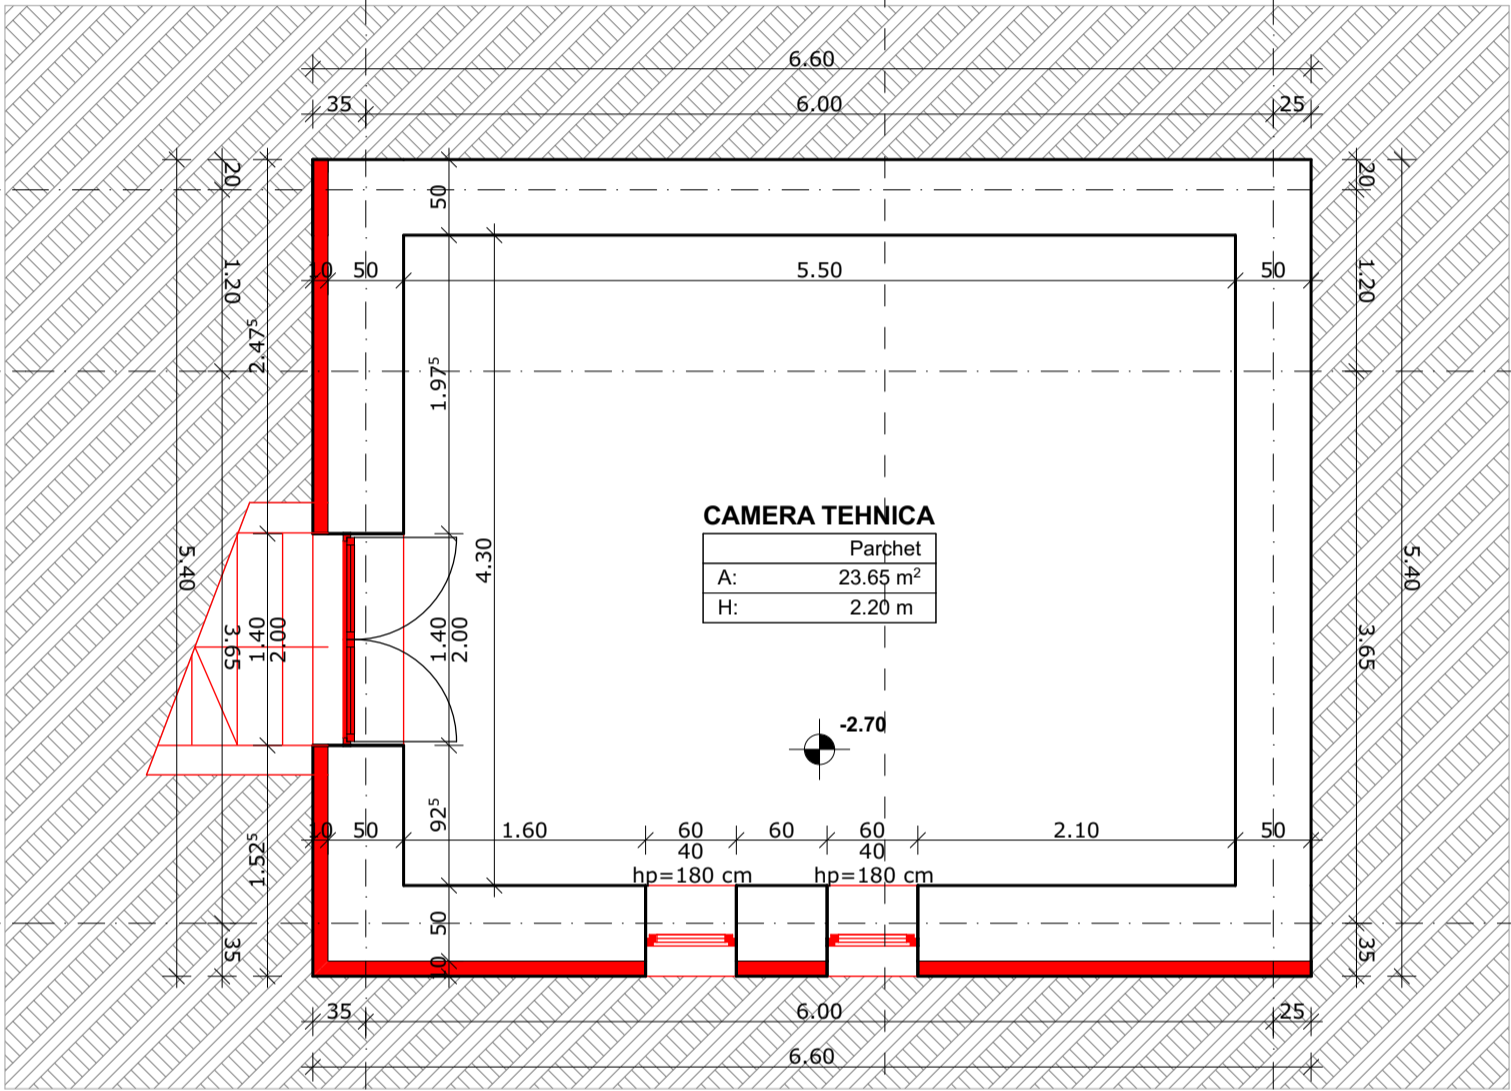 6.60
35 6.00 25
20 50 20
10 50 5.50 50
1.20 1.20
2.47⁵ 1.97⁵
CAMERA TEHNICA
Parchet
A: 23.65 m²
H: 2.20 m
5.40 4.30 5.40
3.65 1.40 2.00 1.40 2.00 3.65
-2.70
92⁵
10 50 1.60 60 60 60 2.10 50
40 40
1.52⁵ hp=180 cm hp=180 cm
35 50 35
10
35 6.00 25
6.60